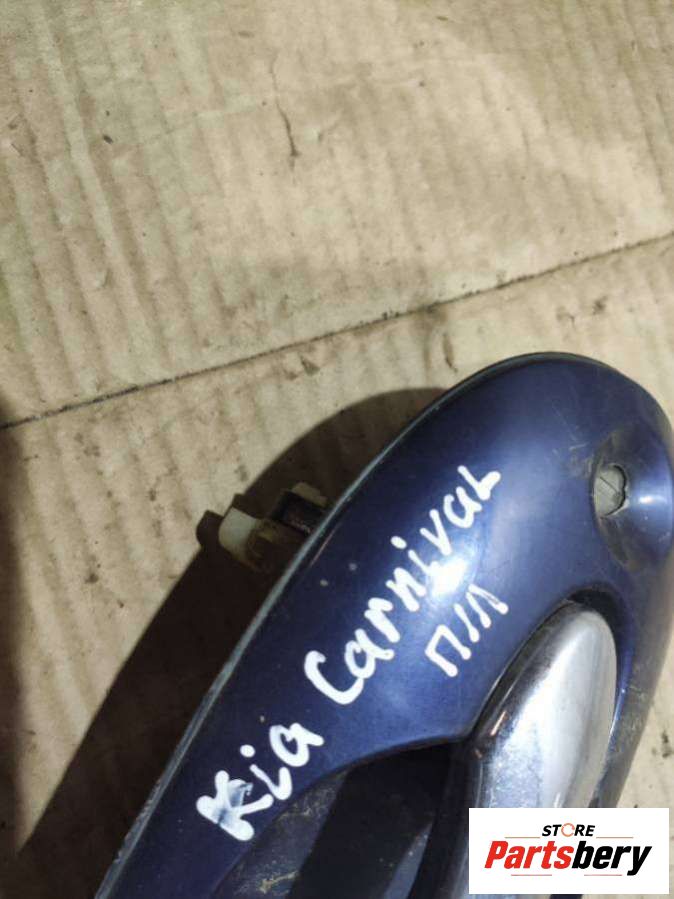 Kia Carnival
П/Л
STORE
Partsbery